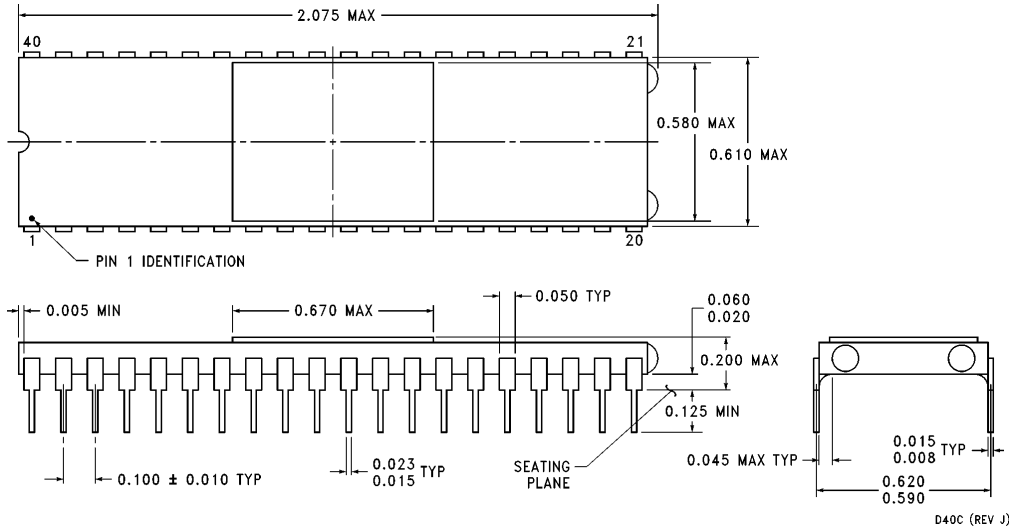 2.075 MAX
40
21
0.580 MAX
0.610 MAX
1
20
PIN 1 IDENTIFICATION
0.005 MIN
0.670 MAX
0.050 TYP
0.060
0.020
0.200 MAX
0.125 MIN
0.100 ± 0.010 TYP
0.023
0.015 TYP
SEATING
PLANE
0.045 MAX TYP
0.015
0.008 TYP
0.620
0.590
D40C (REV J)